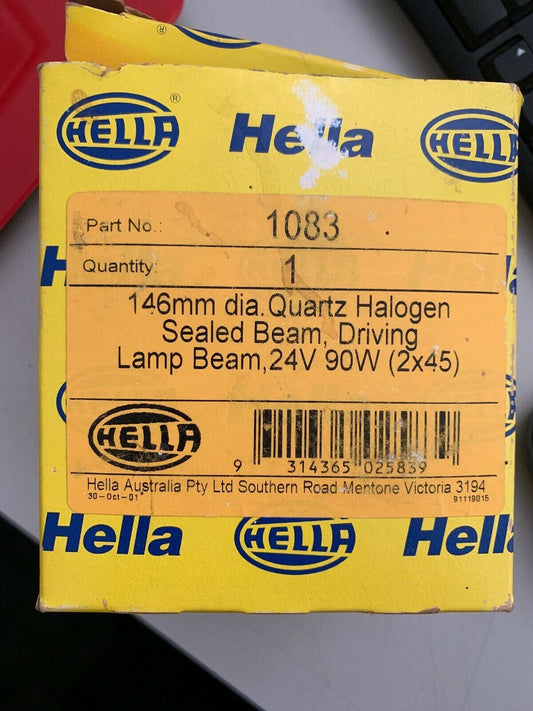 HELLA ® Hella HELLA
Part No.: 1083
Quantity: 1
146mm dia.Quartz Halogen
Sealed Beam, Driving
Lamp Beam,24V 90W (2x45)
HELLA
9 314365 025839
Hella Australia Pty Ltd Southern Road Mentone Victoria 3194
30-Oct-01 91119015
Hella HELLA Hella